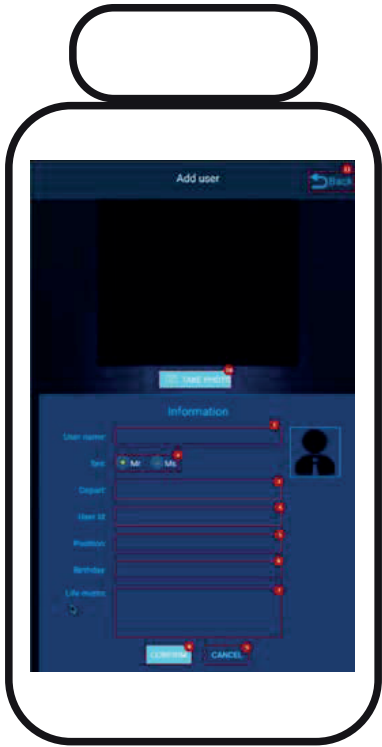 Add user
Back
TAKE PHOTO
Information
User name
Sex Mr Ms
Depart
User Id
Position
Birthday
Life motto
CONFIRM CANCEL